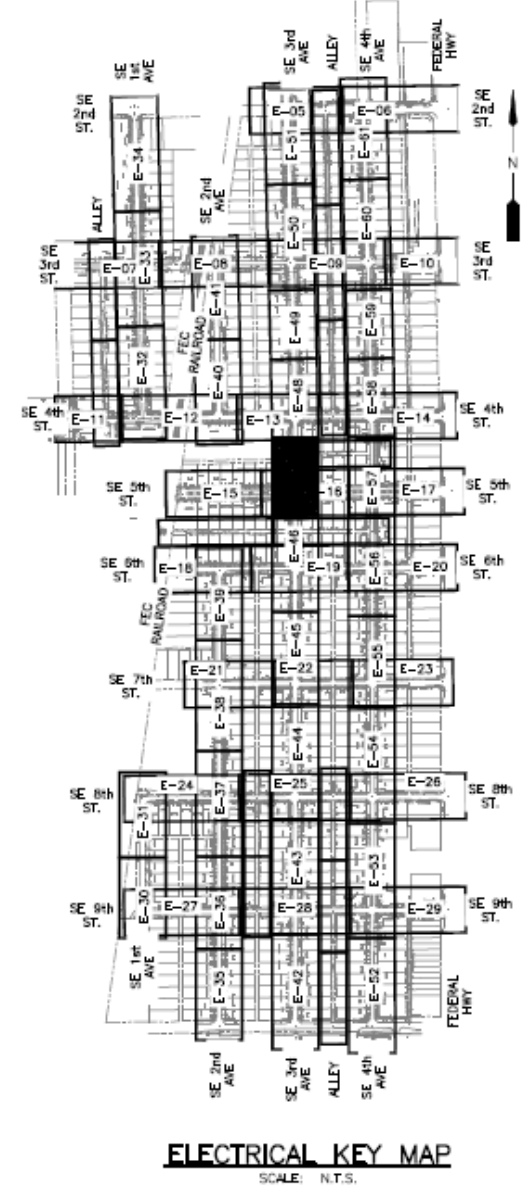 SE 1st AVE
SE 3rd AVE
ALLEY
SE 4th AVE
FEDERAL HWY
SE 2nd ST.
E-05
E-06
SE 2nd ST.
E-51
E-61
E-34
N
ALLEY
SE 2nd AVE
E-50
E-60
SE 3rd ST.
E-07
E-33
E-08
E-09
E-10
SE 3rd ST.
E-41
E-49
E-59
FEC RAILROAD
E-32
E-40
E-48
E-58
SE 4th ST.
E-11
E-12
E-13
E-14
SE 4th ST.
SE 5th ST.
E-15
-16
E-57
E-17
SE 5th ST.
E-46
E-56
SE 6th ST.
E-18
E-19
E-20
SE 6th ST.
FEC RAILROAD
E-39
E-45
E-55
SE 7th ST.
E-21
E-22
E-23
E-38
E-44
E-54
SE 8th ST.
E-24
E-37
E-25
E-26
SE 8th ST.
E-31
E-43
E-53
SE 9th ST.
E-30
E-27
E-36
E-28
E-29
SE 9th ST.
SE 1st AVE
E-35
E-42
E-52
FEDERAL HWY
SE 2nd AVE
SE 3rd AVE
ALLEY
SE 4th AVE
ELECTRICAL KEY MAP
SCALE: N.T.S.